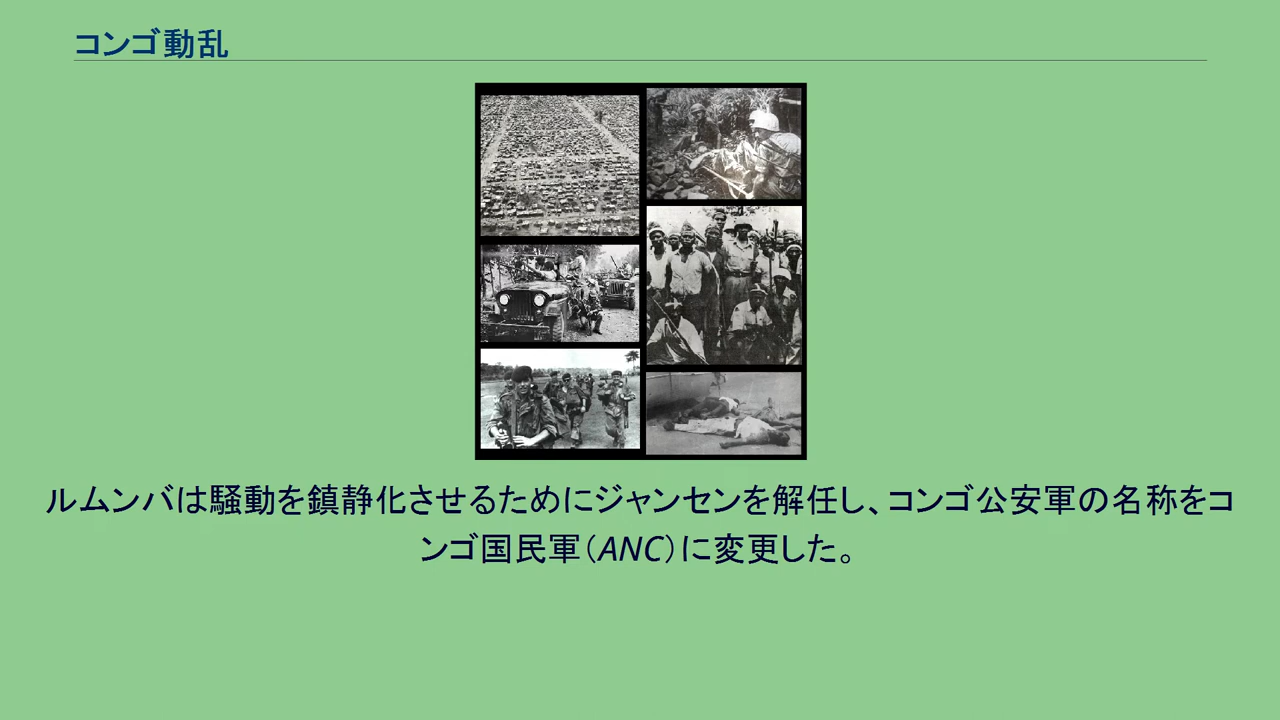 コンゴ動乱
ルムンバは騒動を鎮静化させるためにジャンセンを解任し、コンゴ公安軍の名称をコ
ンゴ国民軍（ANC）に変更した。